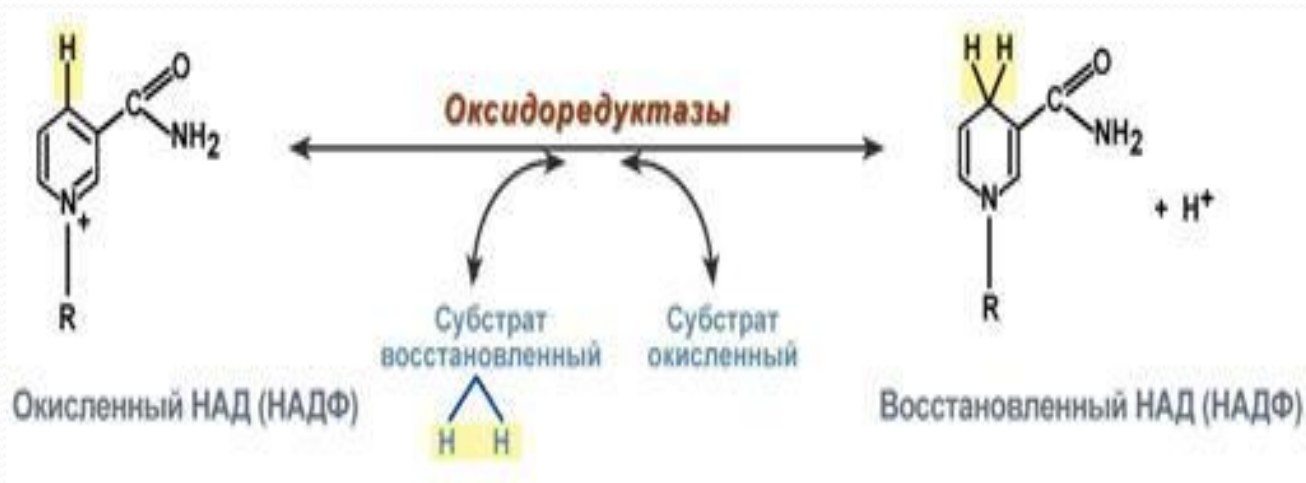 H
O
C
NH2
N
+
R
Окисленный НАД (НАДФ)
Оксидоредуктазы
Субстрат
восстановленный
H H
Субстрат
окисленный
H H
O
C
NH2
N
R
+ H+
Восстановленный НАД (НАДФ)